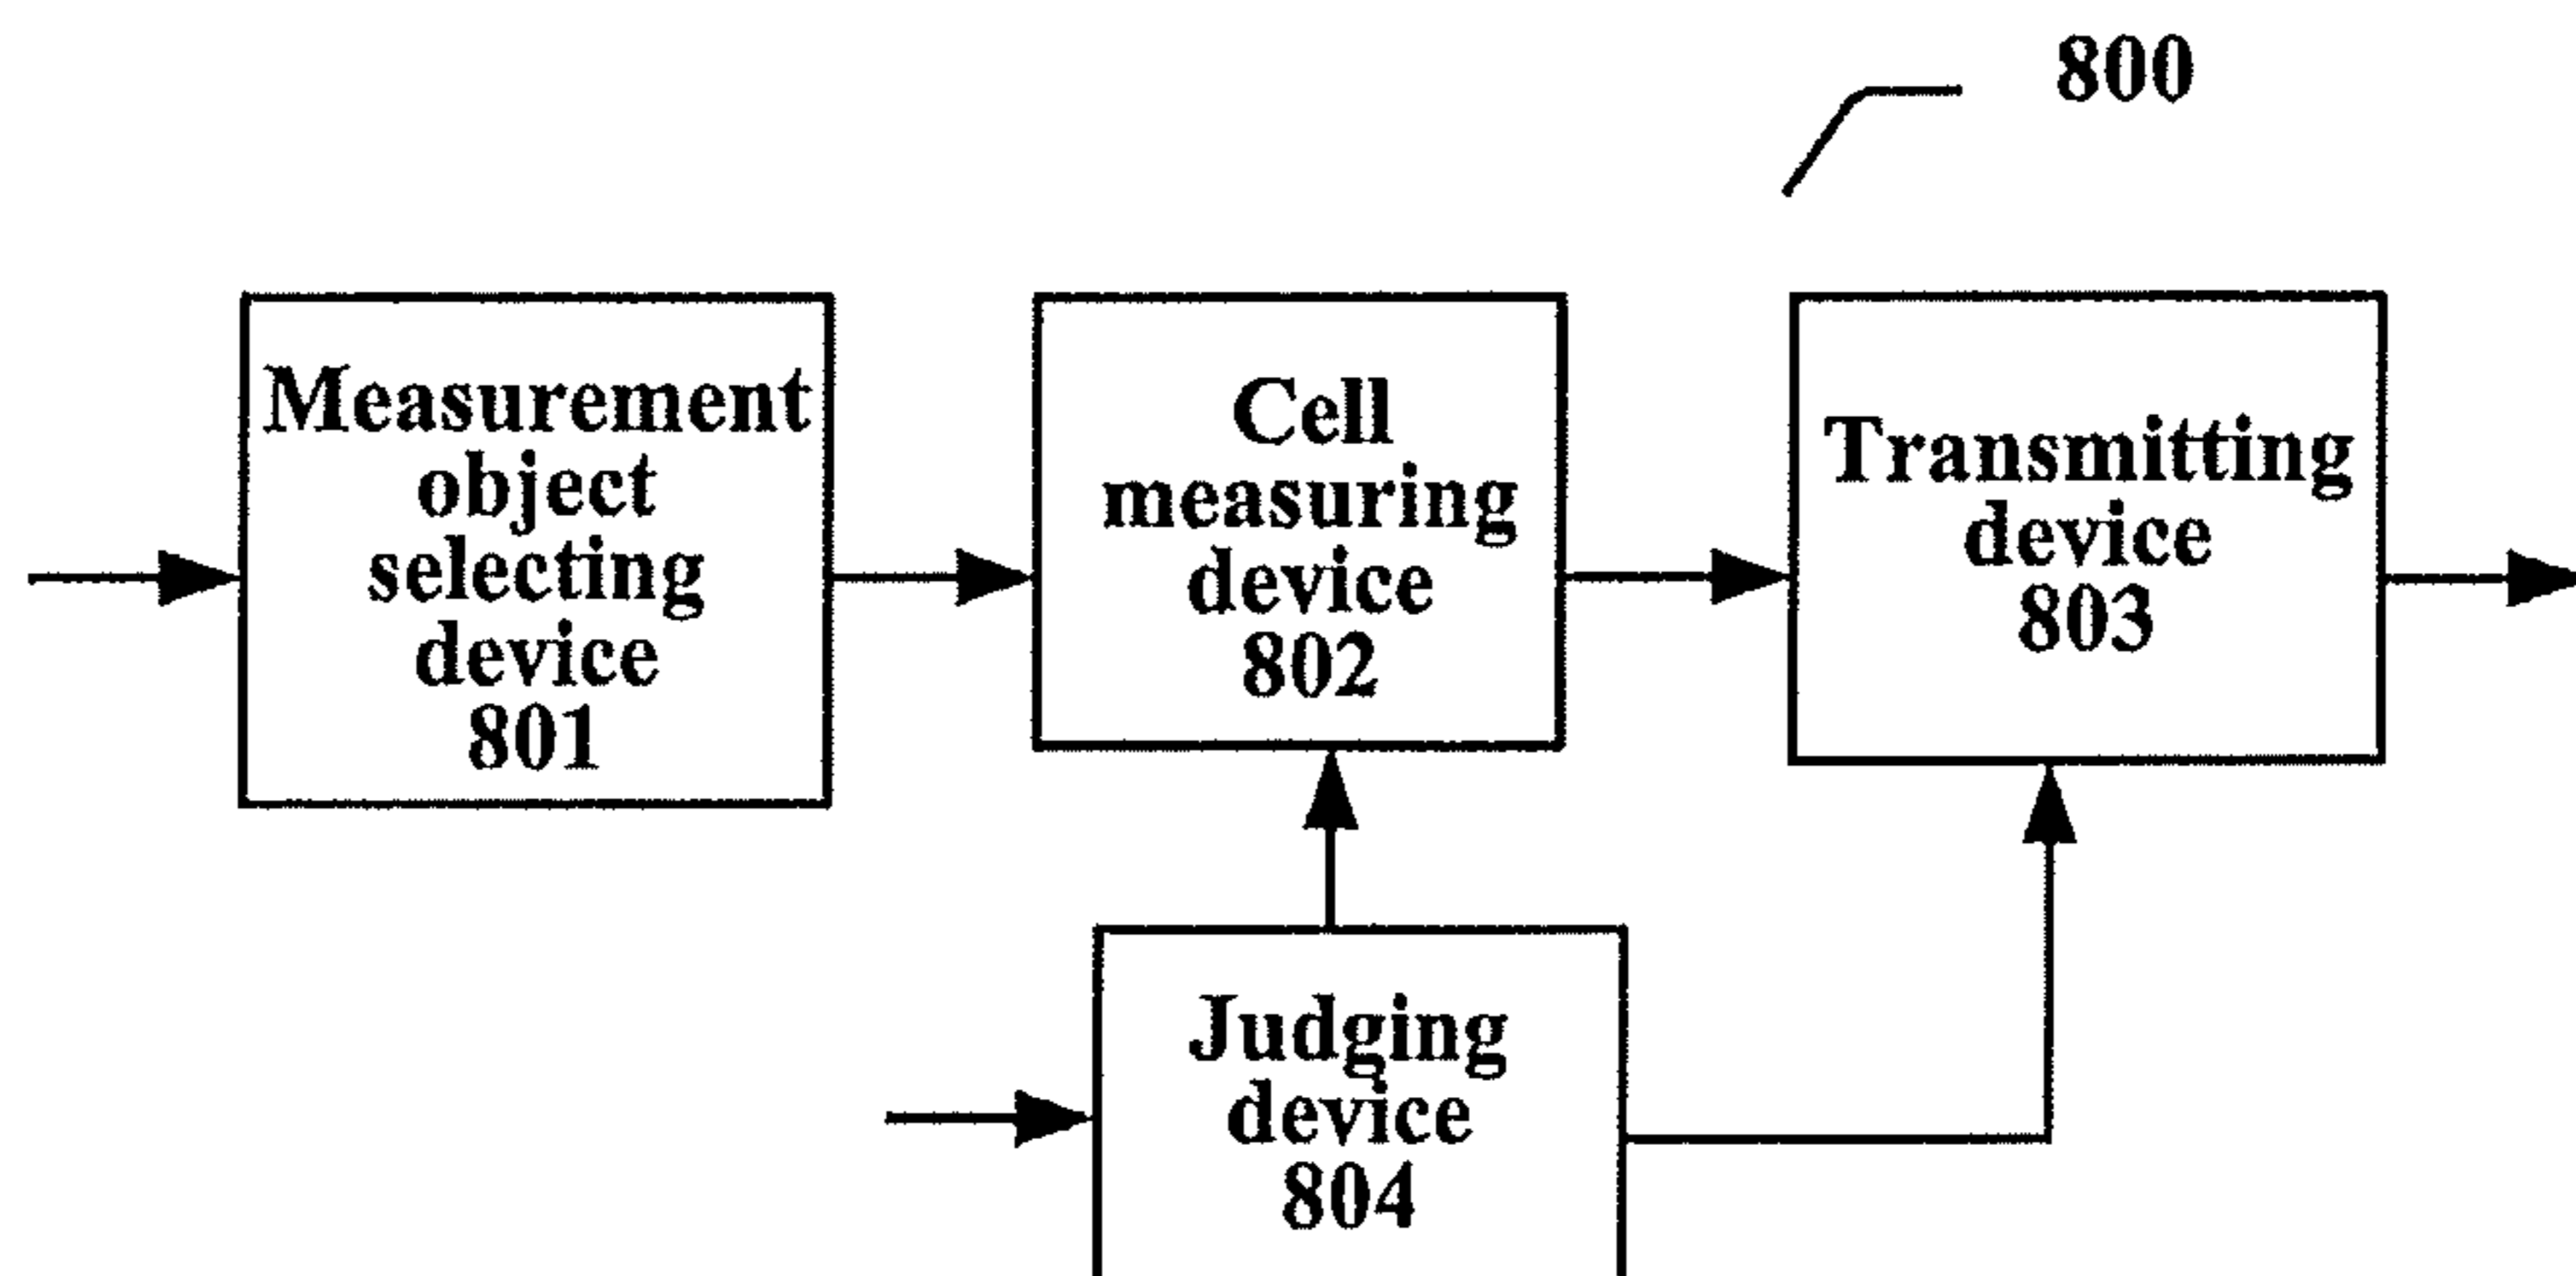 800
Measurement
object
selecting
device
801
Cell
measuring
device
802
Transmitting
device
803
Judging
device
804